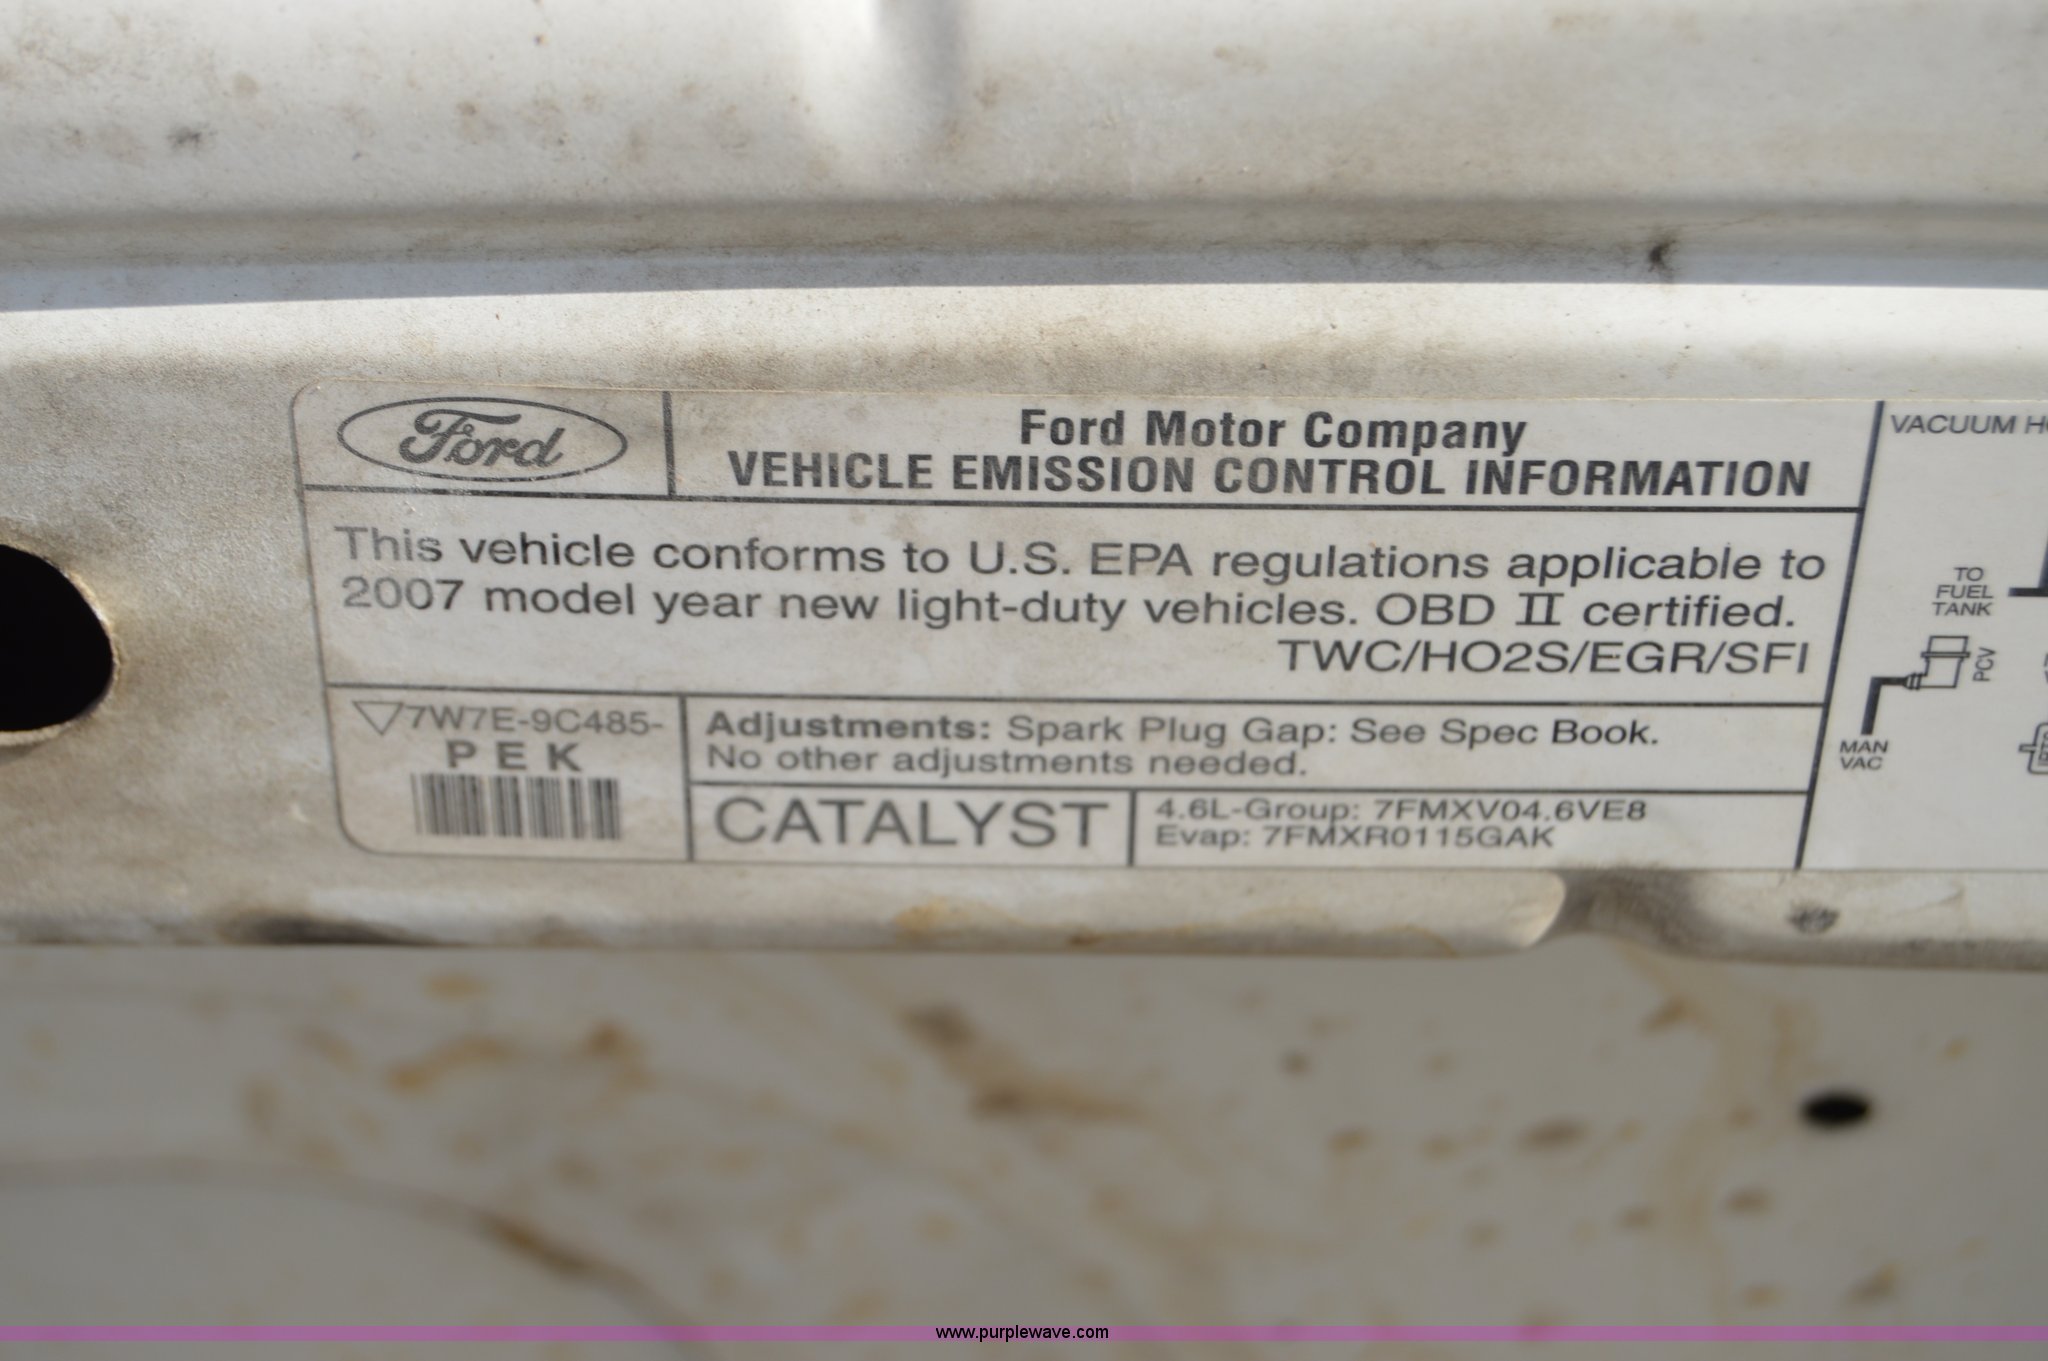 Ford
Ford Motor Company
VEHICLE EMISSION CONTROL INFORMATION
This vehicle conforms to U.S. EPA regulations applicable to
2007 model year new light-duty vehicles. OBD II certified.
TWC/HO2S/EGR/SFI
7W7E-9C485-
PEK
Adjustments: Spark Plug Gap: See Spec Book.
No other adjustments needed.
CATALYST
4.6L-Group: 7FMXV04.6VE8
Evap: 7FMXR0115GAK
VACUUM
TO
FUEL
TANK
PCV
MAN
VAC
www.purplewave.com